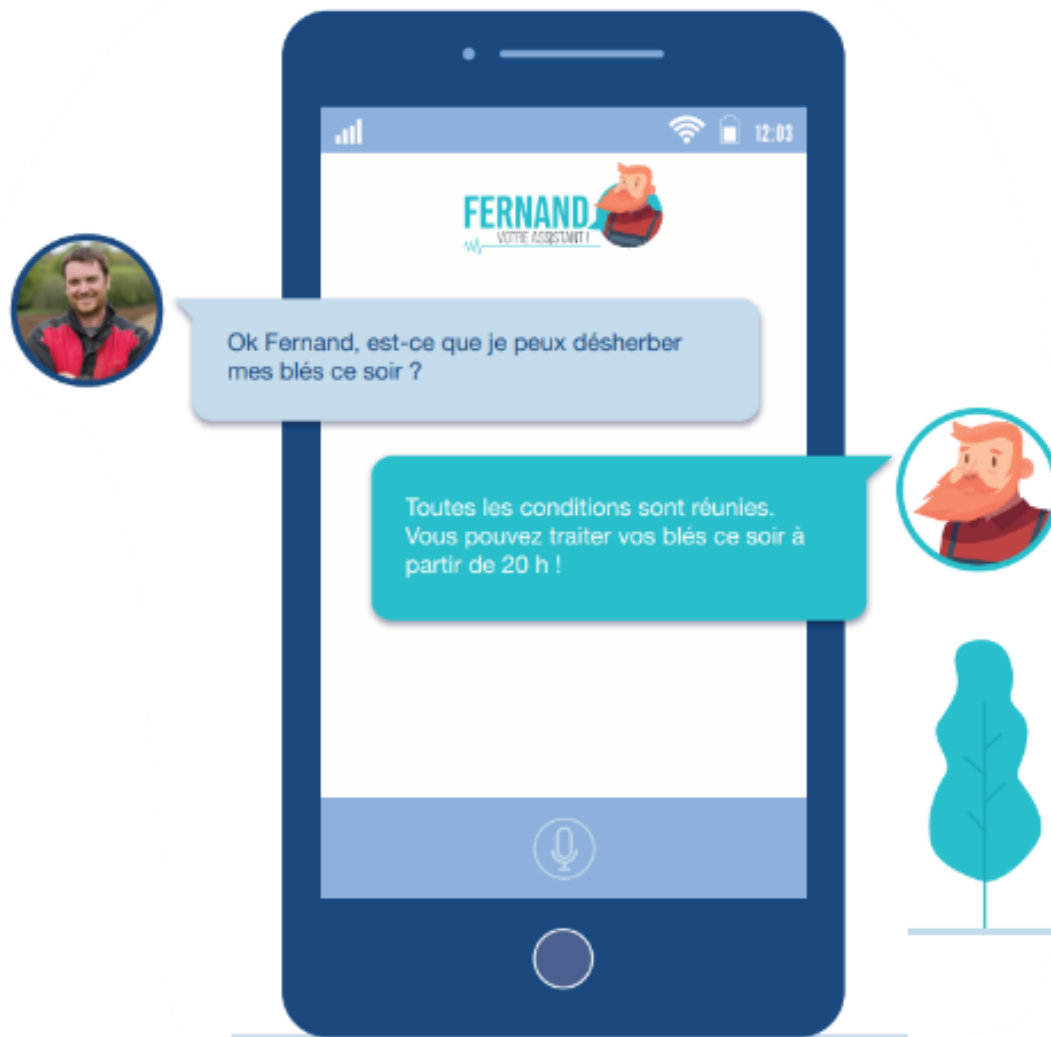 12:03
FERNAND
VOTRE ASSISTANT !
Ok Fernand, est-ce que je peux désherber
mes blés ce soir ?
Toutes les conditions sont réunies.
Vous pouvez traiter vos blés ce soir à
partir de 20 h !